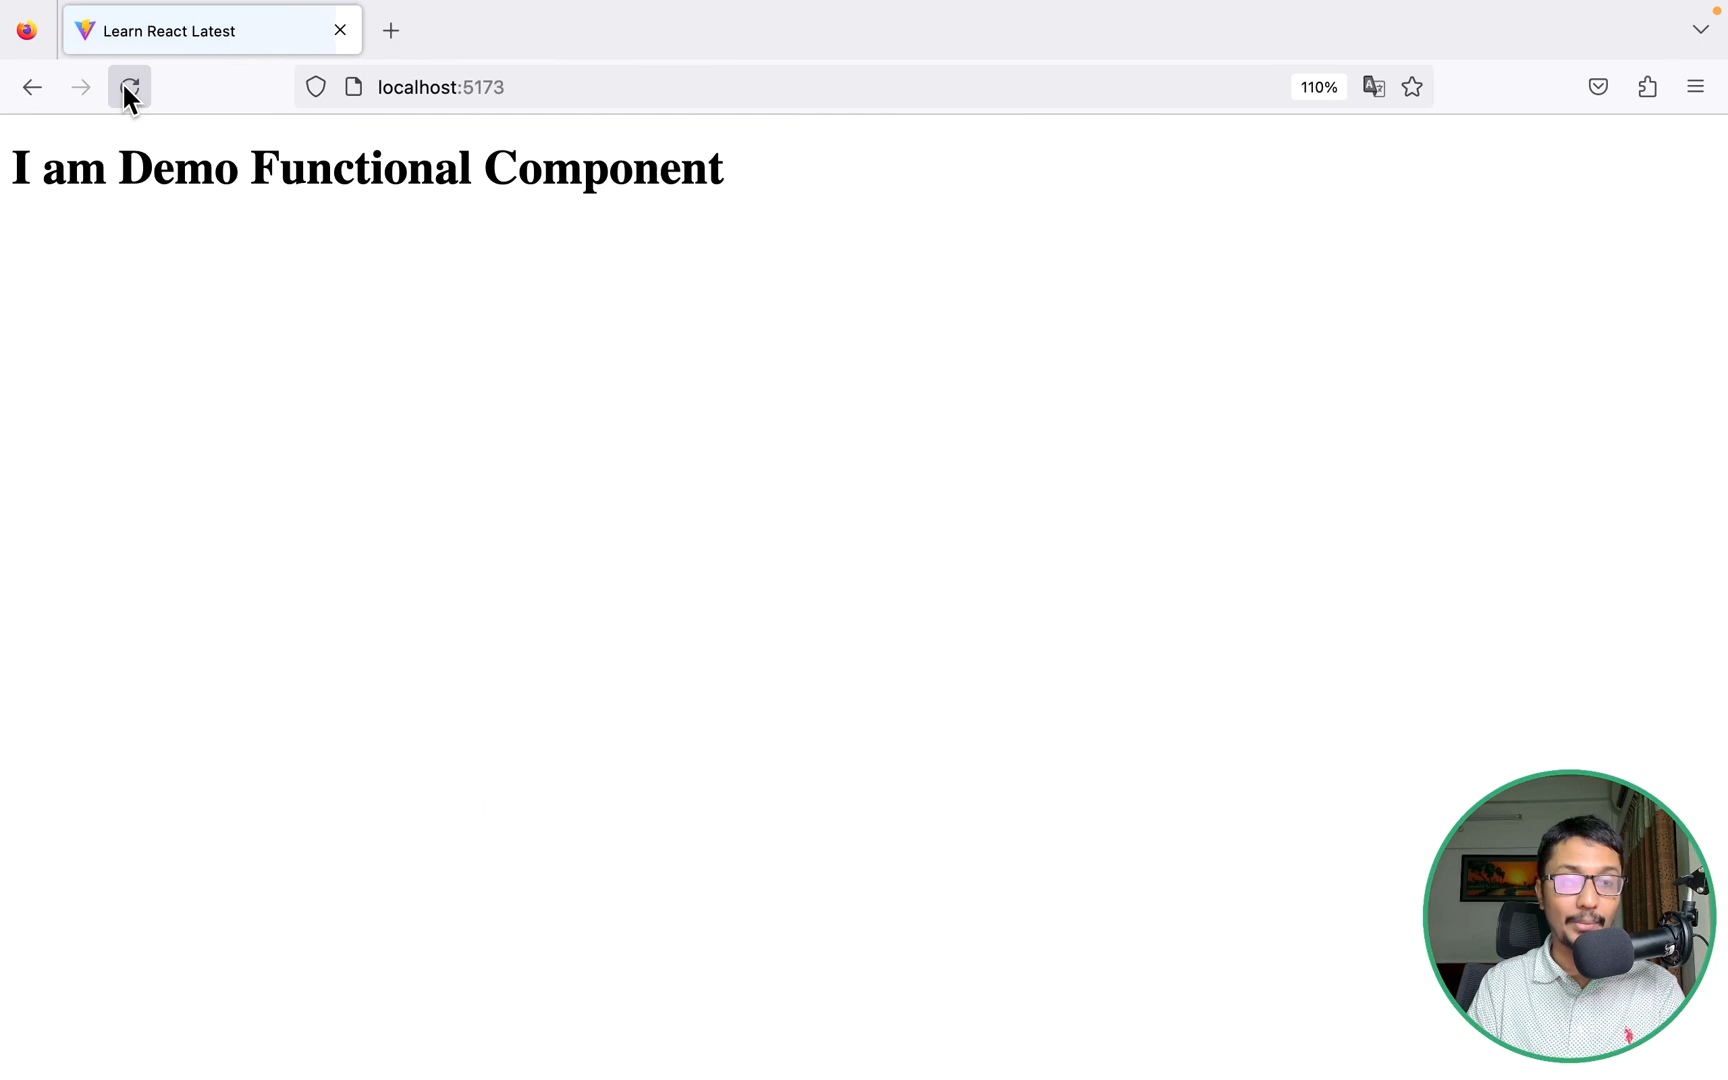 Learn React Latest
localhost:5173
110%
I am Demo Functional Component